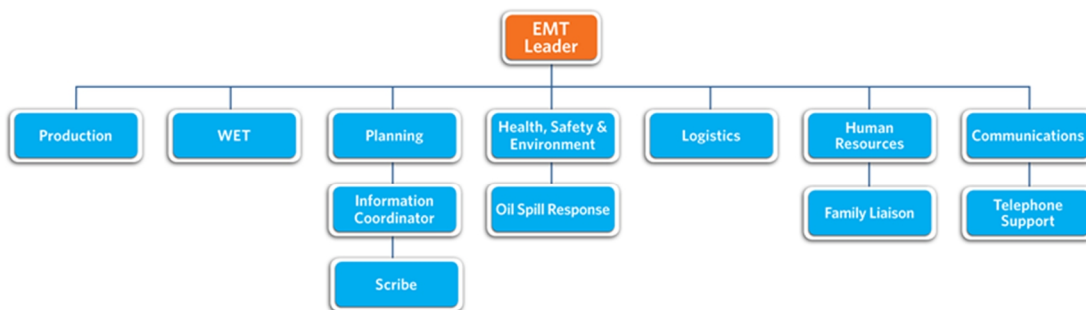 EMT
Leader
Production
WET
Planning
Health, Safety &
Environment
Logistics
Human
Resources
Communications
Information
Coordinator
Oil Spill Response
Family Liaison
Telephone
Support
Scribe